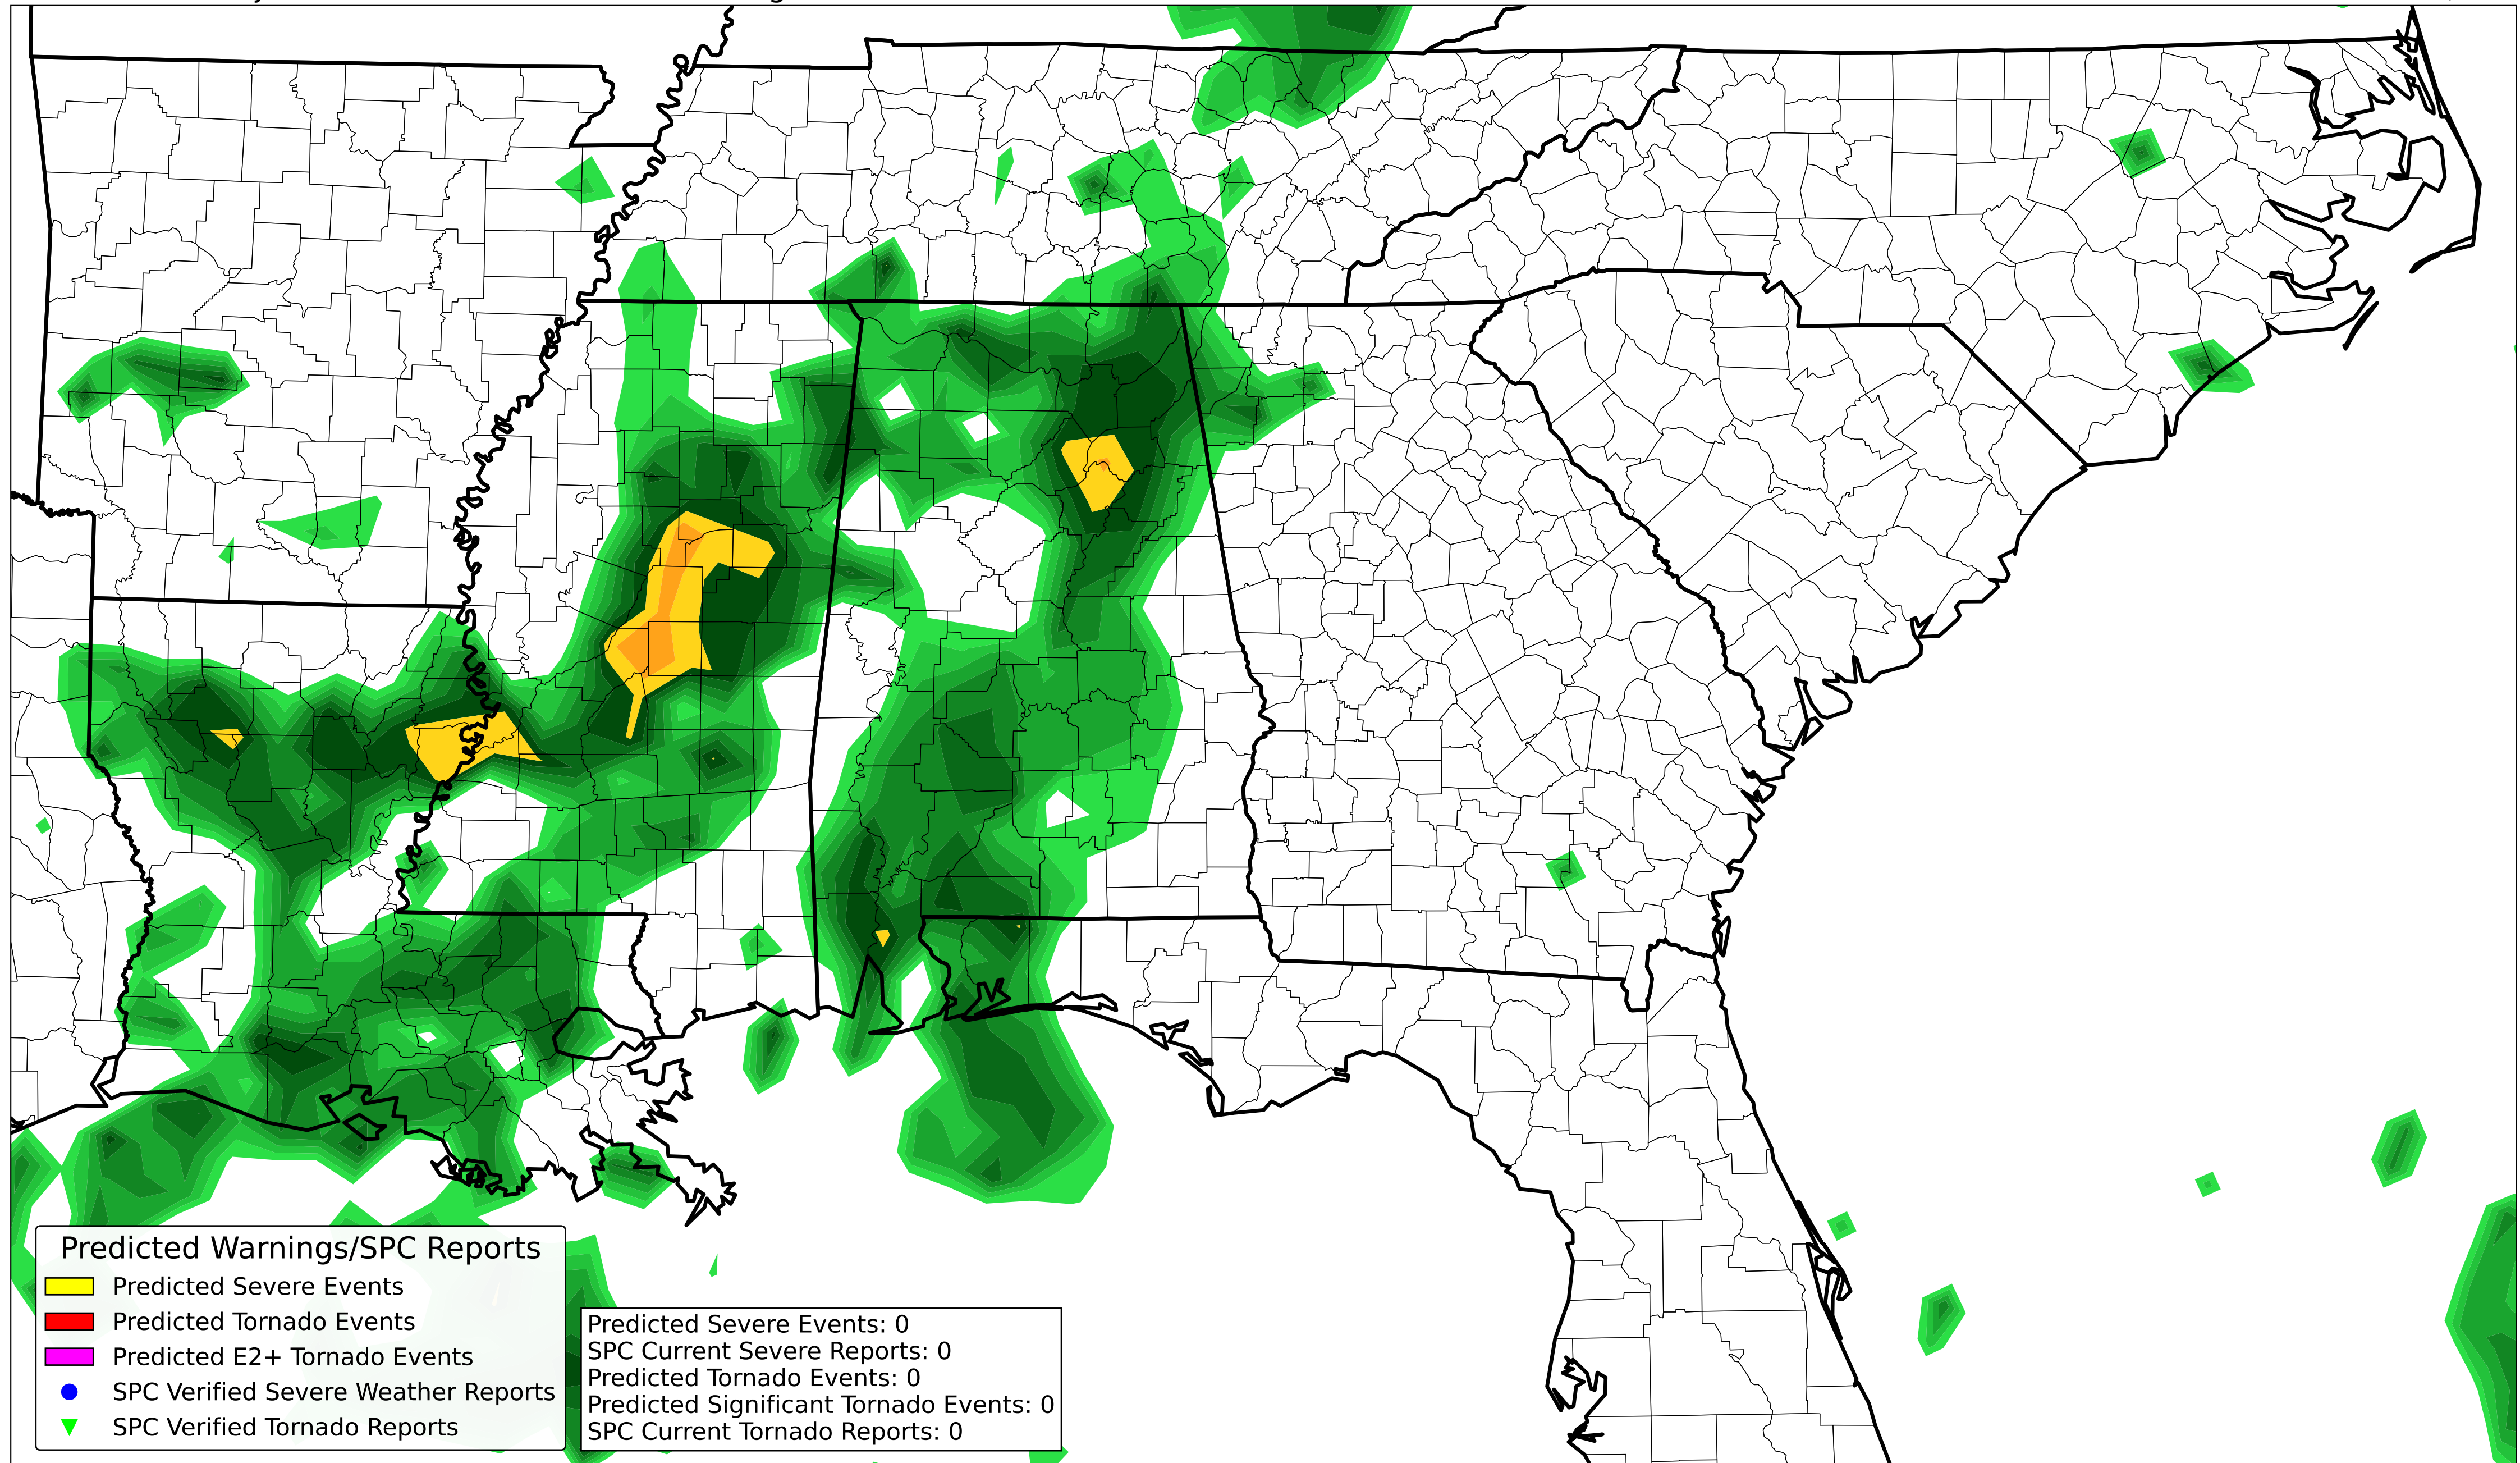 Predicted Warnings/SPC Reports
Predicted Severe Events
Predicted Tornado Events
Predicted E2+ Tornado Events
SPC Verified Severe Weather Reports
SPC Verified Tornado Reports
Predicted Severe Events: 0
SPC Current Severe Reports: 0
Predicted Tornado Events: 0
Predicted Significant Tornado Events: 0
SPC Current Tornado Reports: 0